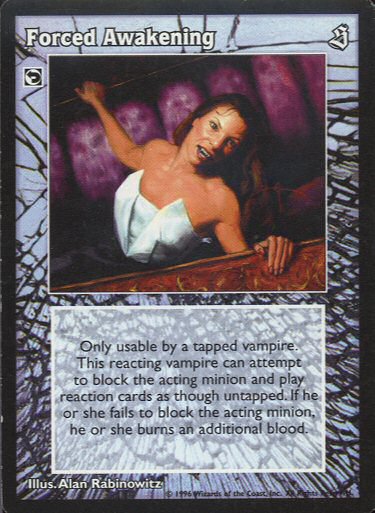 Forced Awakening
Only usable by a tapped vampire.
This reacting vampire can attempt
to block the acting minion and play
reaction cards as though untapped. If he
or she fails to block the acting minion,
he or she burns an additional blood.
Illus. Alan Rabinowitz
© 1996 Wizards of the Coast, Inc. All Rights